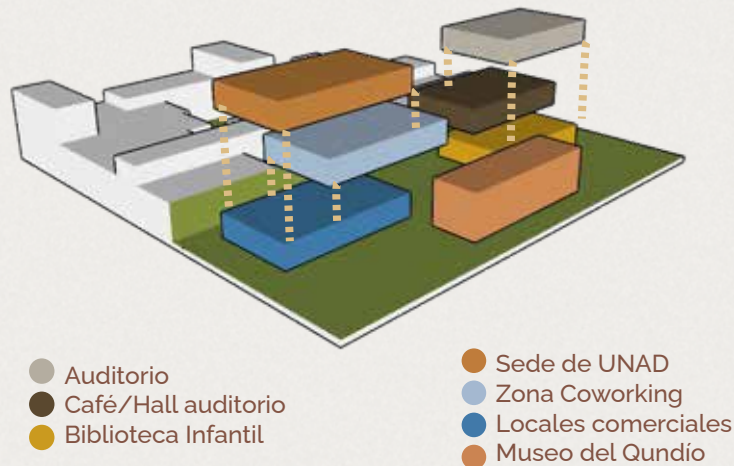 Auditorio
Café/Hall auditorio
Biblioteca Infantil
Sede de UNAD
Zona Coworking
Locales comerciales
Museo del Qundío